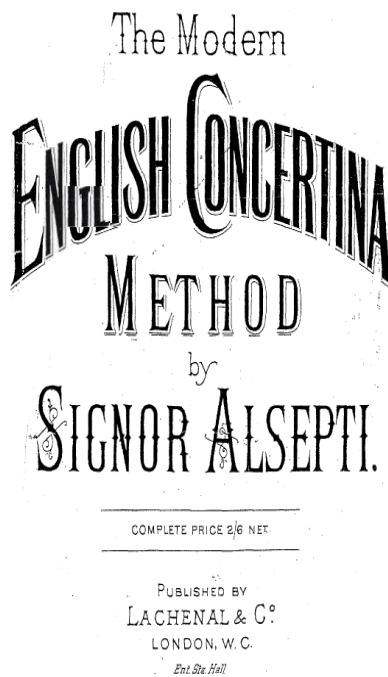 The Modern
ENGLISH CONCERTINA
METHOD
by
SIGNOR ALSEPTI.
COMPLETE PRICE 2/6 NET.
PUBLISHED BY
LACHENAL & Co.
LONDON, W. C.
Ent. Sta. Hall